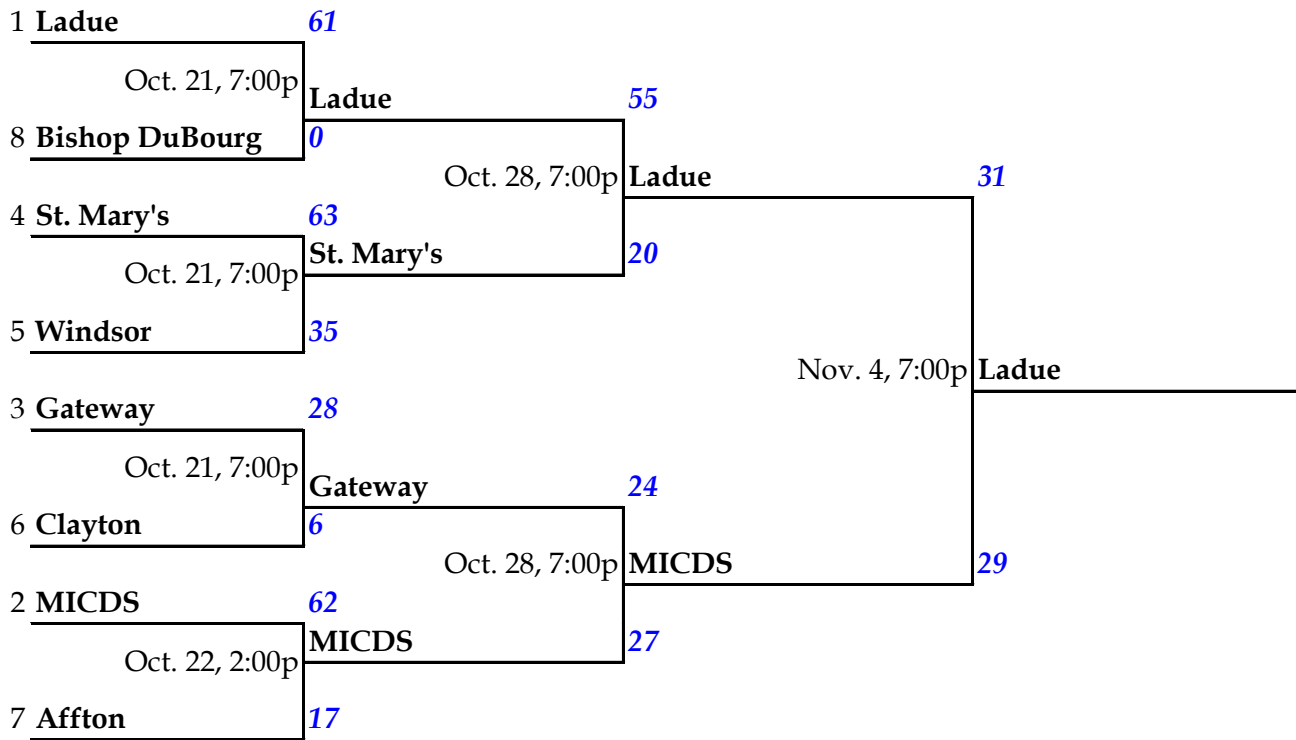 1 Ladue 61
Oct. 21, 7:00p
Ladue 55
8 Bishop DuBourg 0
Oct. 28, 7:00p Ladue 31
4 St. Mary's 63
St. Mary's 20
Oct. 21, 7:00p
5 Windsor 35
Nov. 4, 7:00p Ladue
3 Gateway 28
Oct. 21, 7:00p
Gateway 24
6 Clayton 6
Oct. 28, 7:00p MICDS 29
2 MICDS 62
MICDS 27
Oct. 22, 2:00p
7 Affton 17